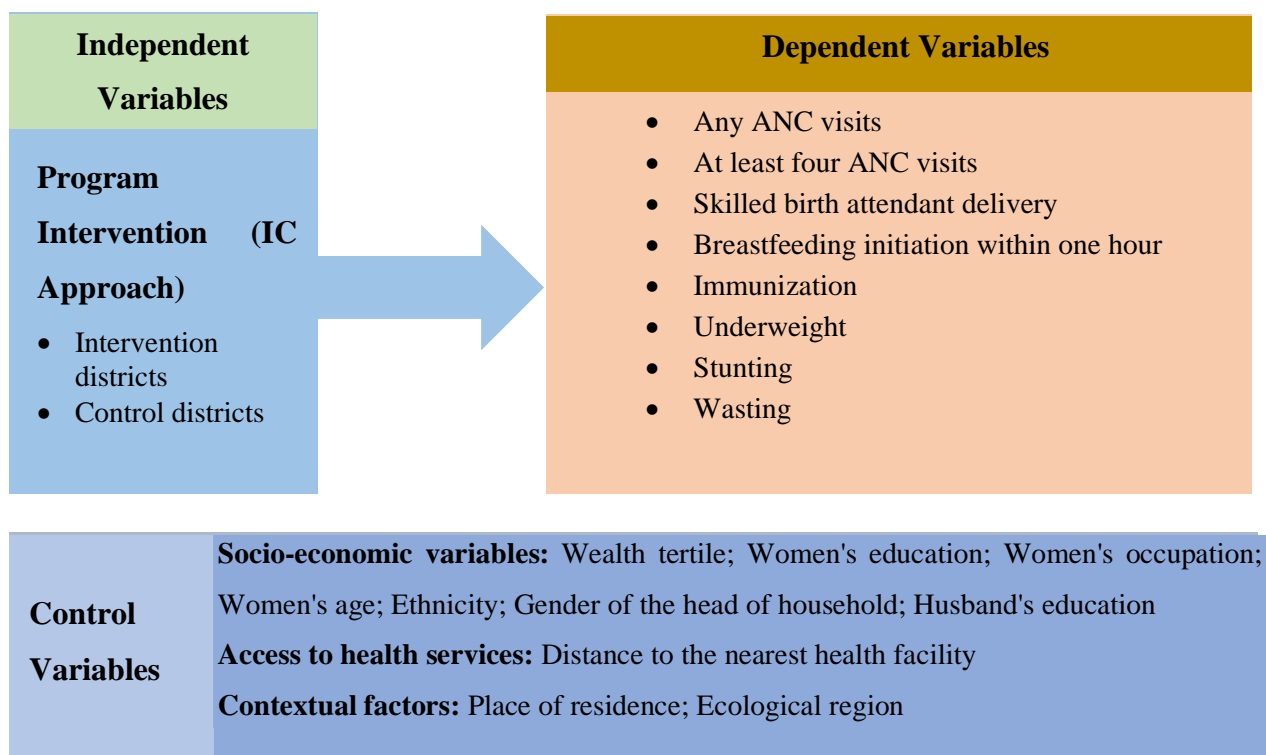 Independent
Variables
Program
Intervention (IC
Approach)
• Intervention
districts
• Control districts
Dependent Variables
• Any ANC visits
• At least four ANC visits
• Skilled birth attendant delivery
• Breastfeeding initiation within one hour
• Immunization
• Underweight
• Stunting
• Wasting
Control
Variables
Socio-economic variables: Wealth tertile; Women's education; Women's occupation;
Women's age; Ethnicity; Gender of the head of household; Husband's education
Access to health services: Distance to the nearest health facility
Contextual factors: Place of residence; Ecological region